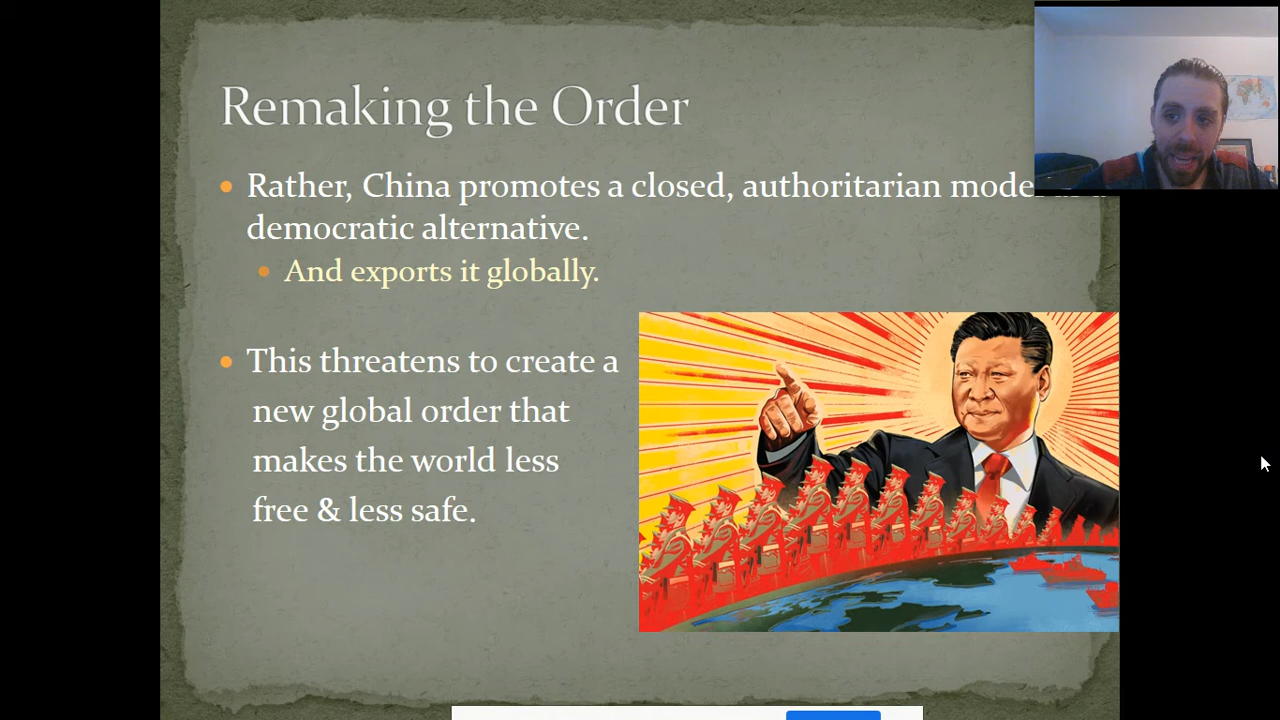 Remaking the Order
Rather, China promotes a closed, authoritarian
democratic alternative.
And exports it globally.
This threatens to create a
new global order that
makes the world less
free & less safe.